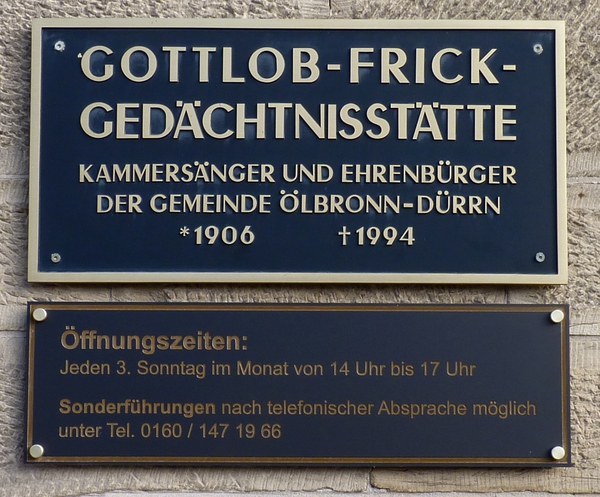 GOTTLOB-FRICK-
GEDÄCHTNISSTÄTTE
KAMMERSÄNGER UND EHRENBÜRGER
DER GEMEINDE ÖLBRONN-DÜRRN
*1906 †1994
Öffnungszeiten:
Jeden 3. Sonntag im Monat von 14 Uhr bis 17 Uhr
Sonderführungen nach telefonischer Absprache möglich
unter Tel. 0160 / 147 19 66